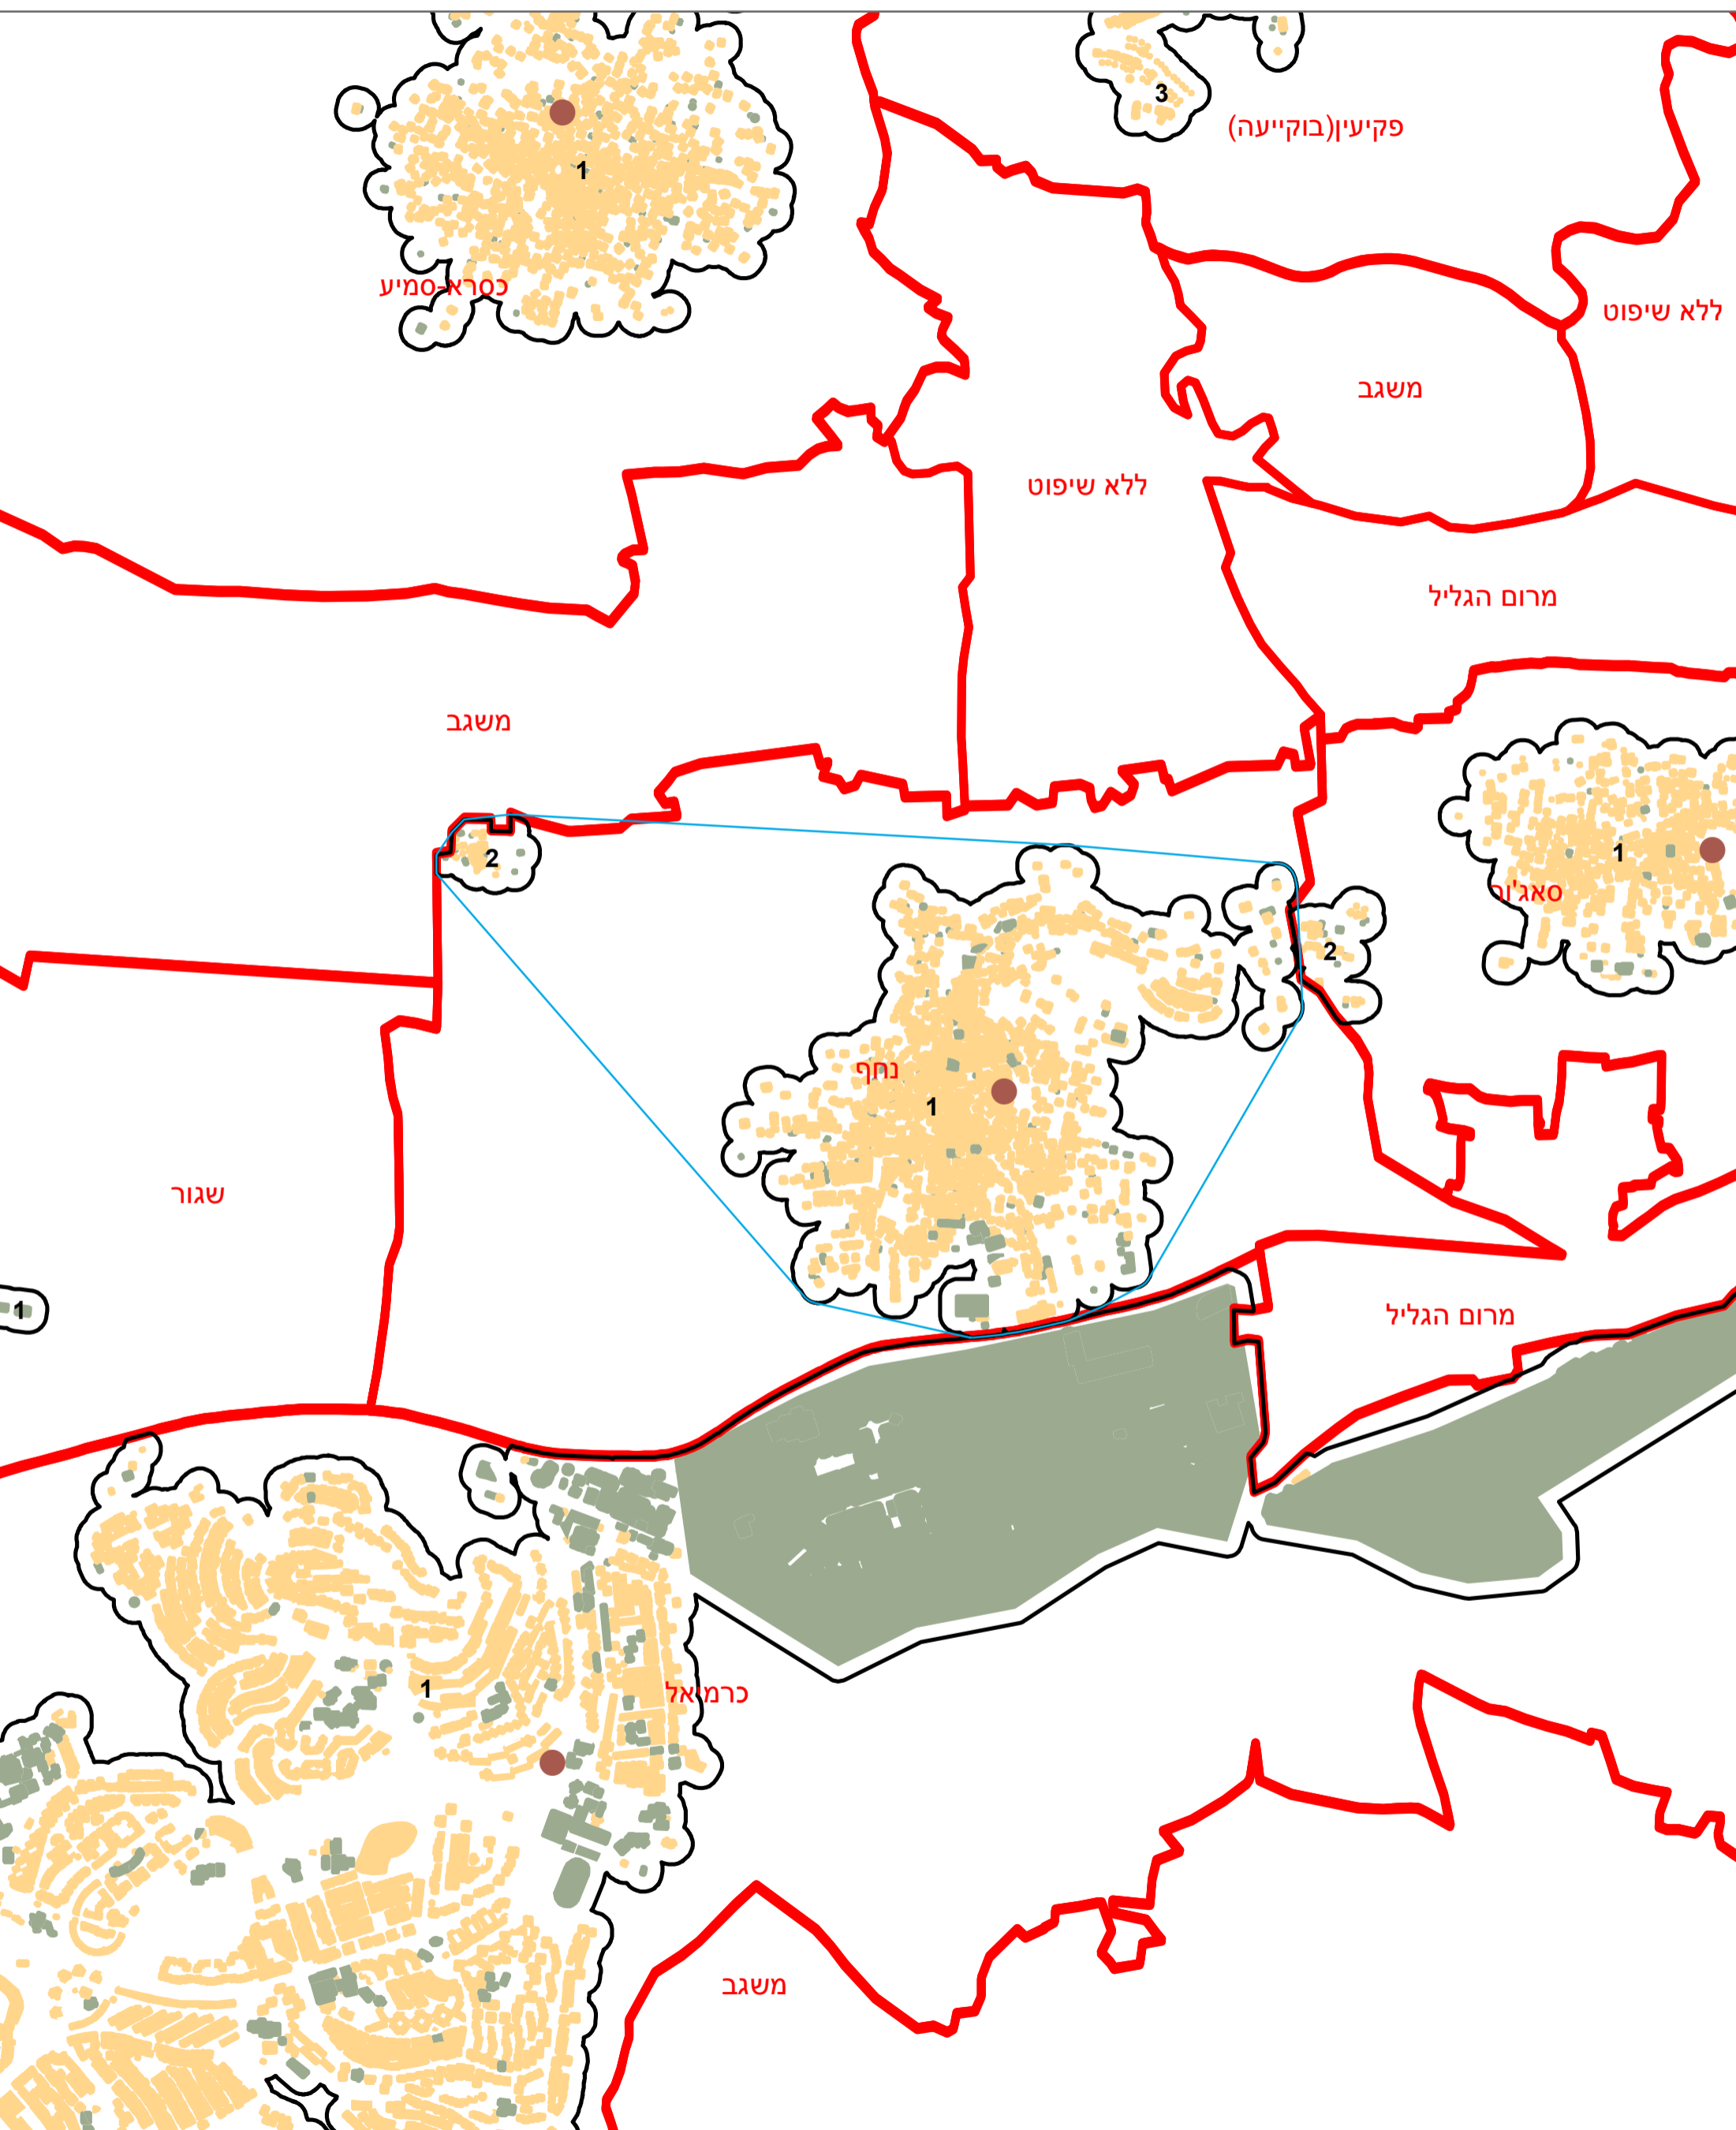 3
פקיעין(בוקייעה)
1
כסרא-סמיע
ללא שיפוט
משגב
ללא שיפוט
מרום הגליל
משגב
2
1
סאג'ור
2
נחף
1
שגור
1
מרום הגליל
1
כרמיאל
משגב